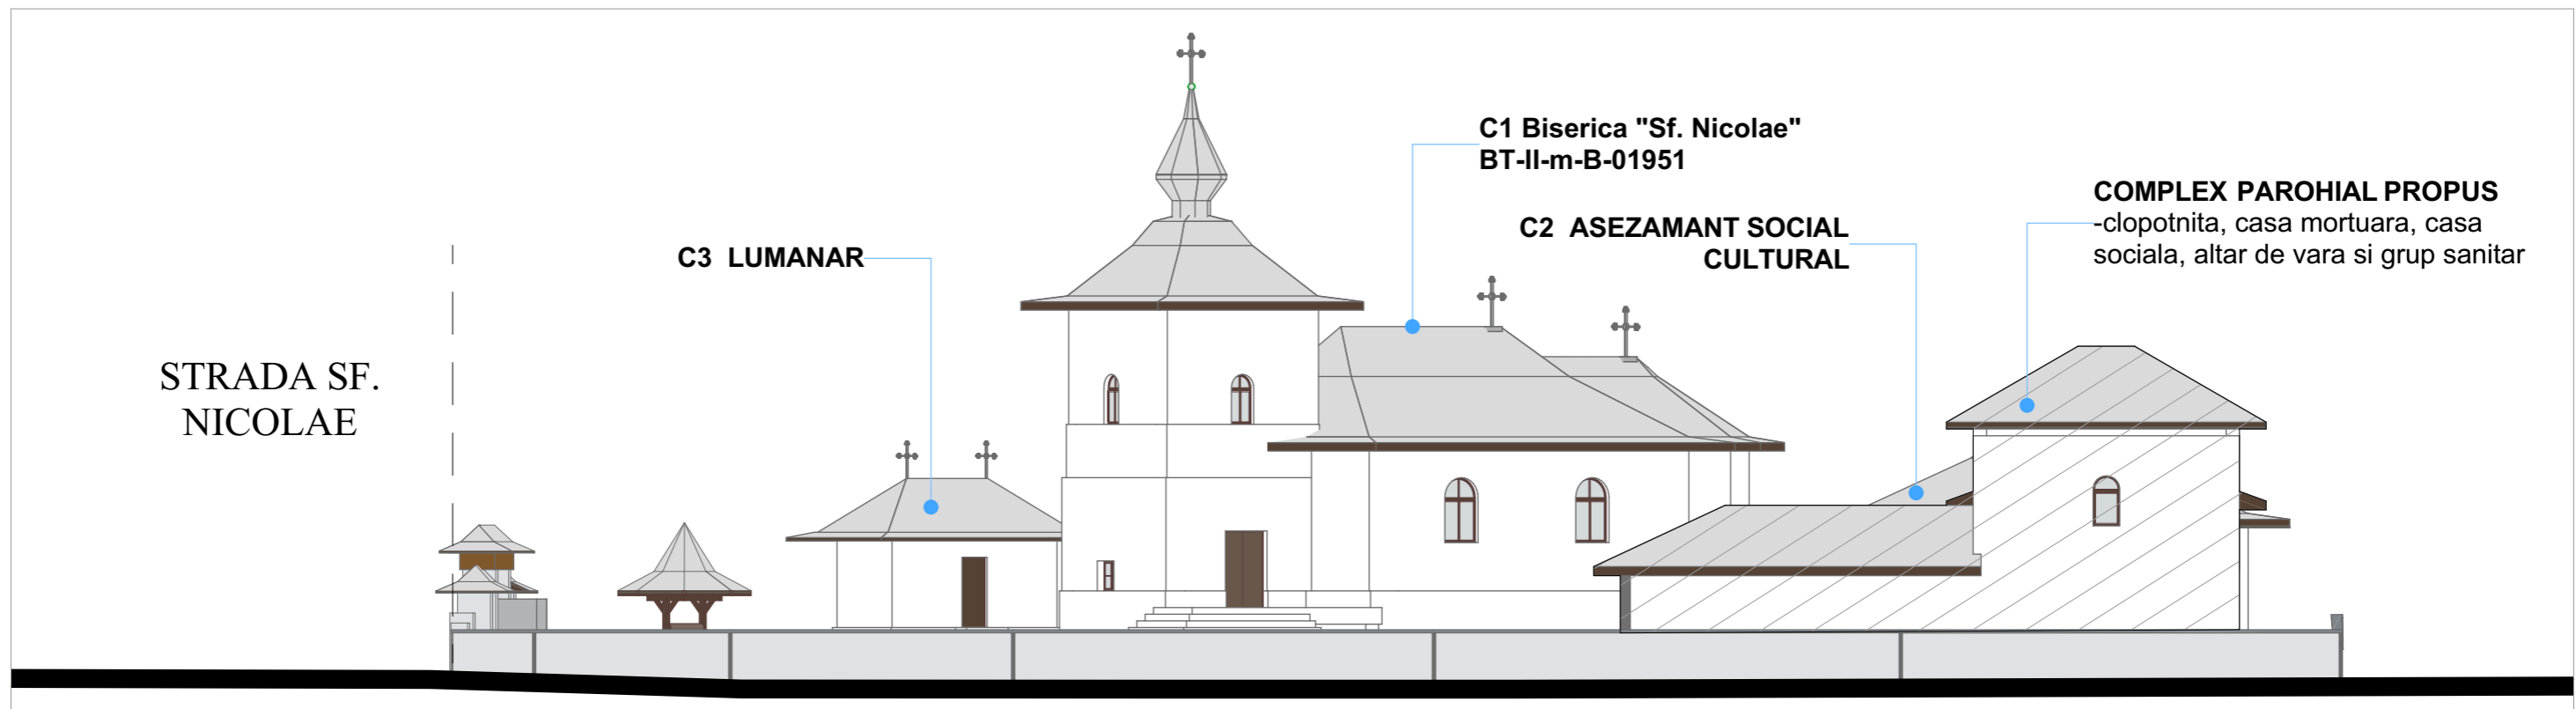 C1 Biserica "Sf. Nicolae"
BT-II-m-B-01951
COMPLEX PAROHIAL PROPUS
-clopotnita, casa mortuara, casa
sociala, altar de vara si grup sanitar
C2 ASEZAMANT SOCIAL
CULTURAL
C3 LUMANAR
STRADA SF.
NICOLAE